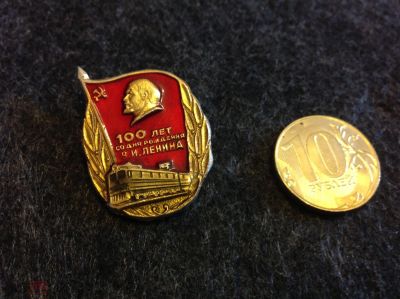 100 ЛЕТ
СО ДНЯ РОЖДЕНИЯ
В.И. ЛЕНИНА
10
РУБЛЕЙ